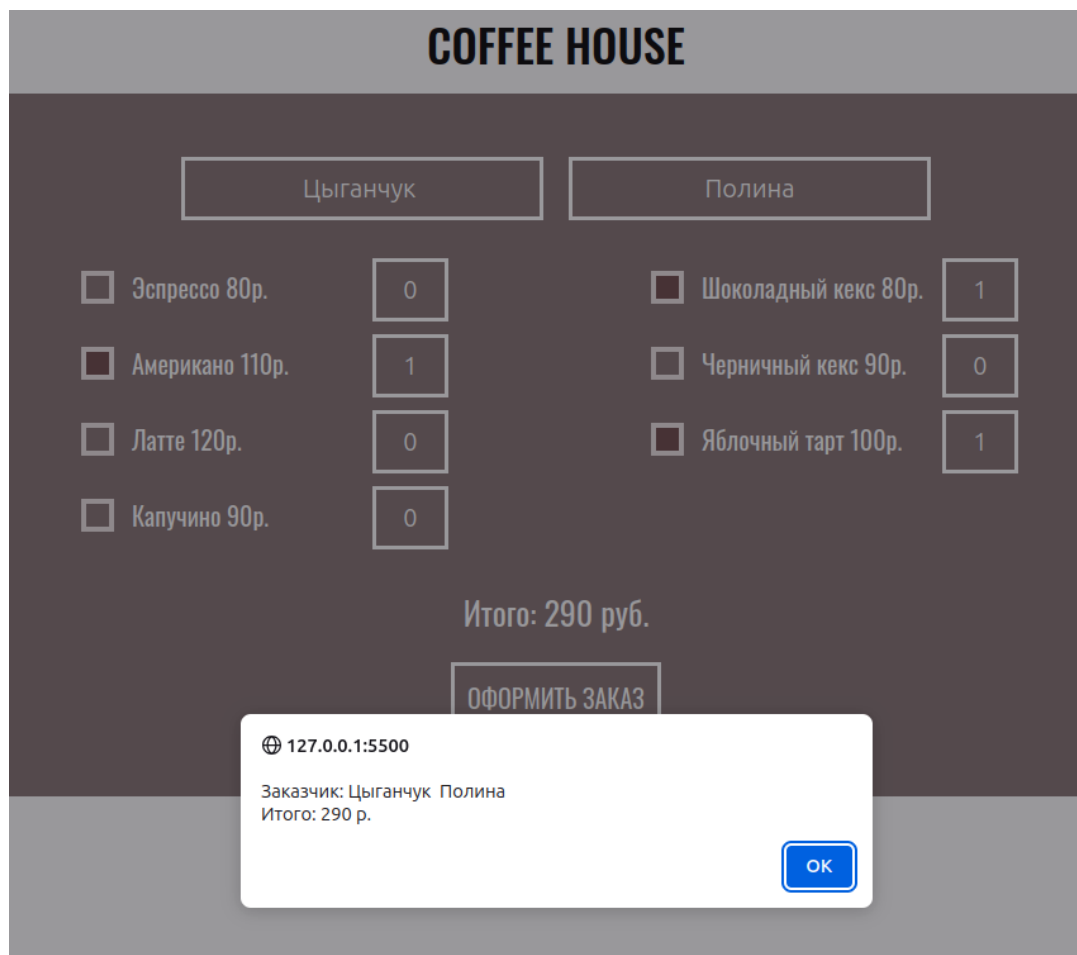 COFFEE HOUSE
Цыганчук
Полина
Эспрессо 80р.
0
Американо 110р.
1
Латте 120р.
0
Капучино 90р.
0
Шоколадный кекс 80р.
1
Черничный кекс 90р.
0
Яблочный тарт 100р.
1
Итого: 290 руб.
ОФОРМИТЬ ЗАКАЗ
127.0.0.1:5500
Заказчик: Цыганчук  Полина
Итого: 290 р.
ОК